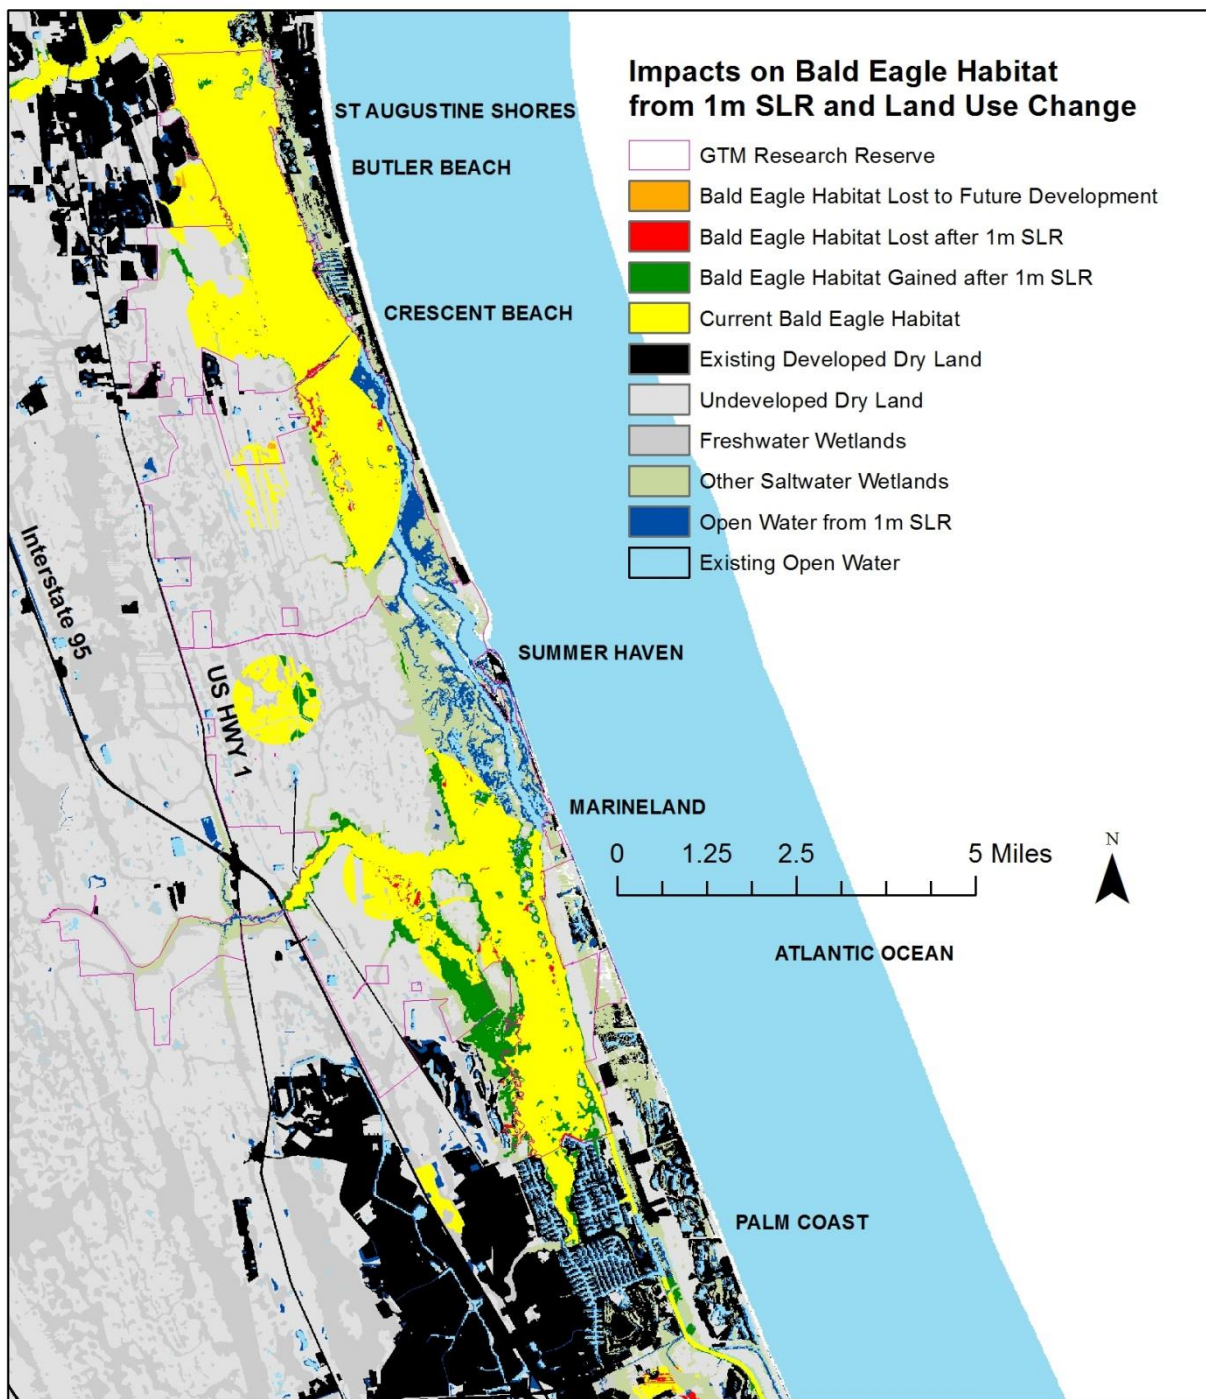 Impacts on Bald Eagle Habitat
from 1m SLR and Land Use Change
GTM Research Reserve
Bald Eagle Habitat Lost to Future Development
Bald Eagle Habitat Lost after 1m SLR
Bald Eagle Habitat Gained after 1m SLR
Current Bald Eagle Habitat
Existing Developed Dry Land
Undeveloped Dry Land
Freshwater Wetlands
Other Saltwater Wetlands
Open Water from 1m SLR
Existing Open Water
ST AUGUSTINE SHORES
BUTLER BEACH
CRESCENT BEACH
Interstate 95
US HWY 1
SUMMER HAVEN
MARINELAND
0 1.25 2.5 5 Miles
N
ATLANTIC OCEAN
PALM COAST